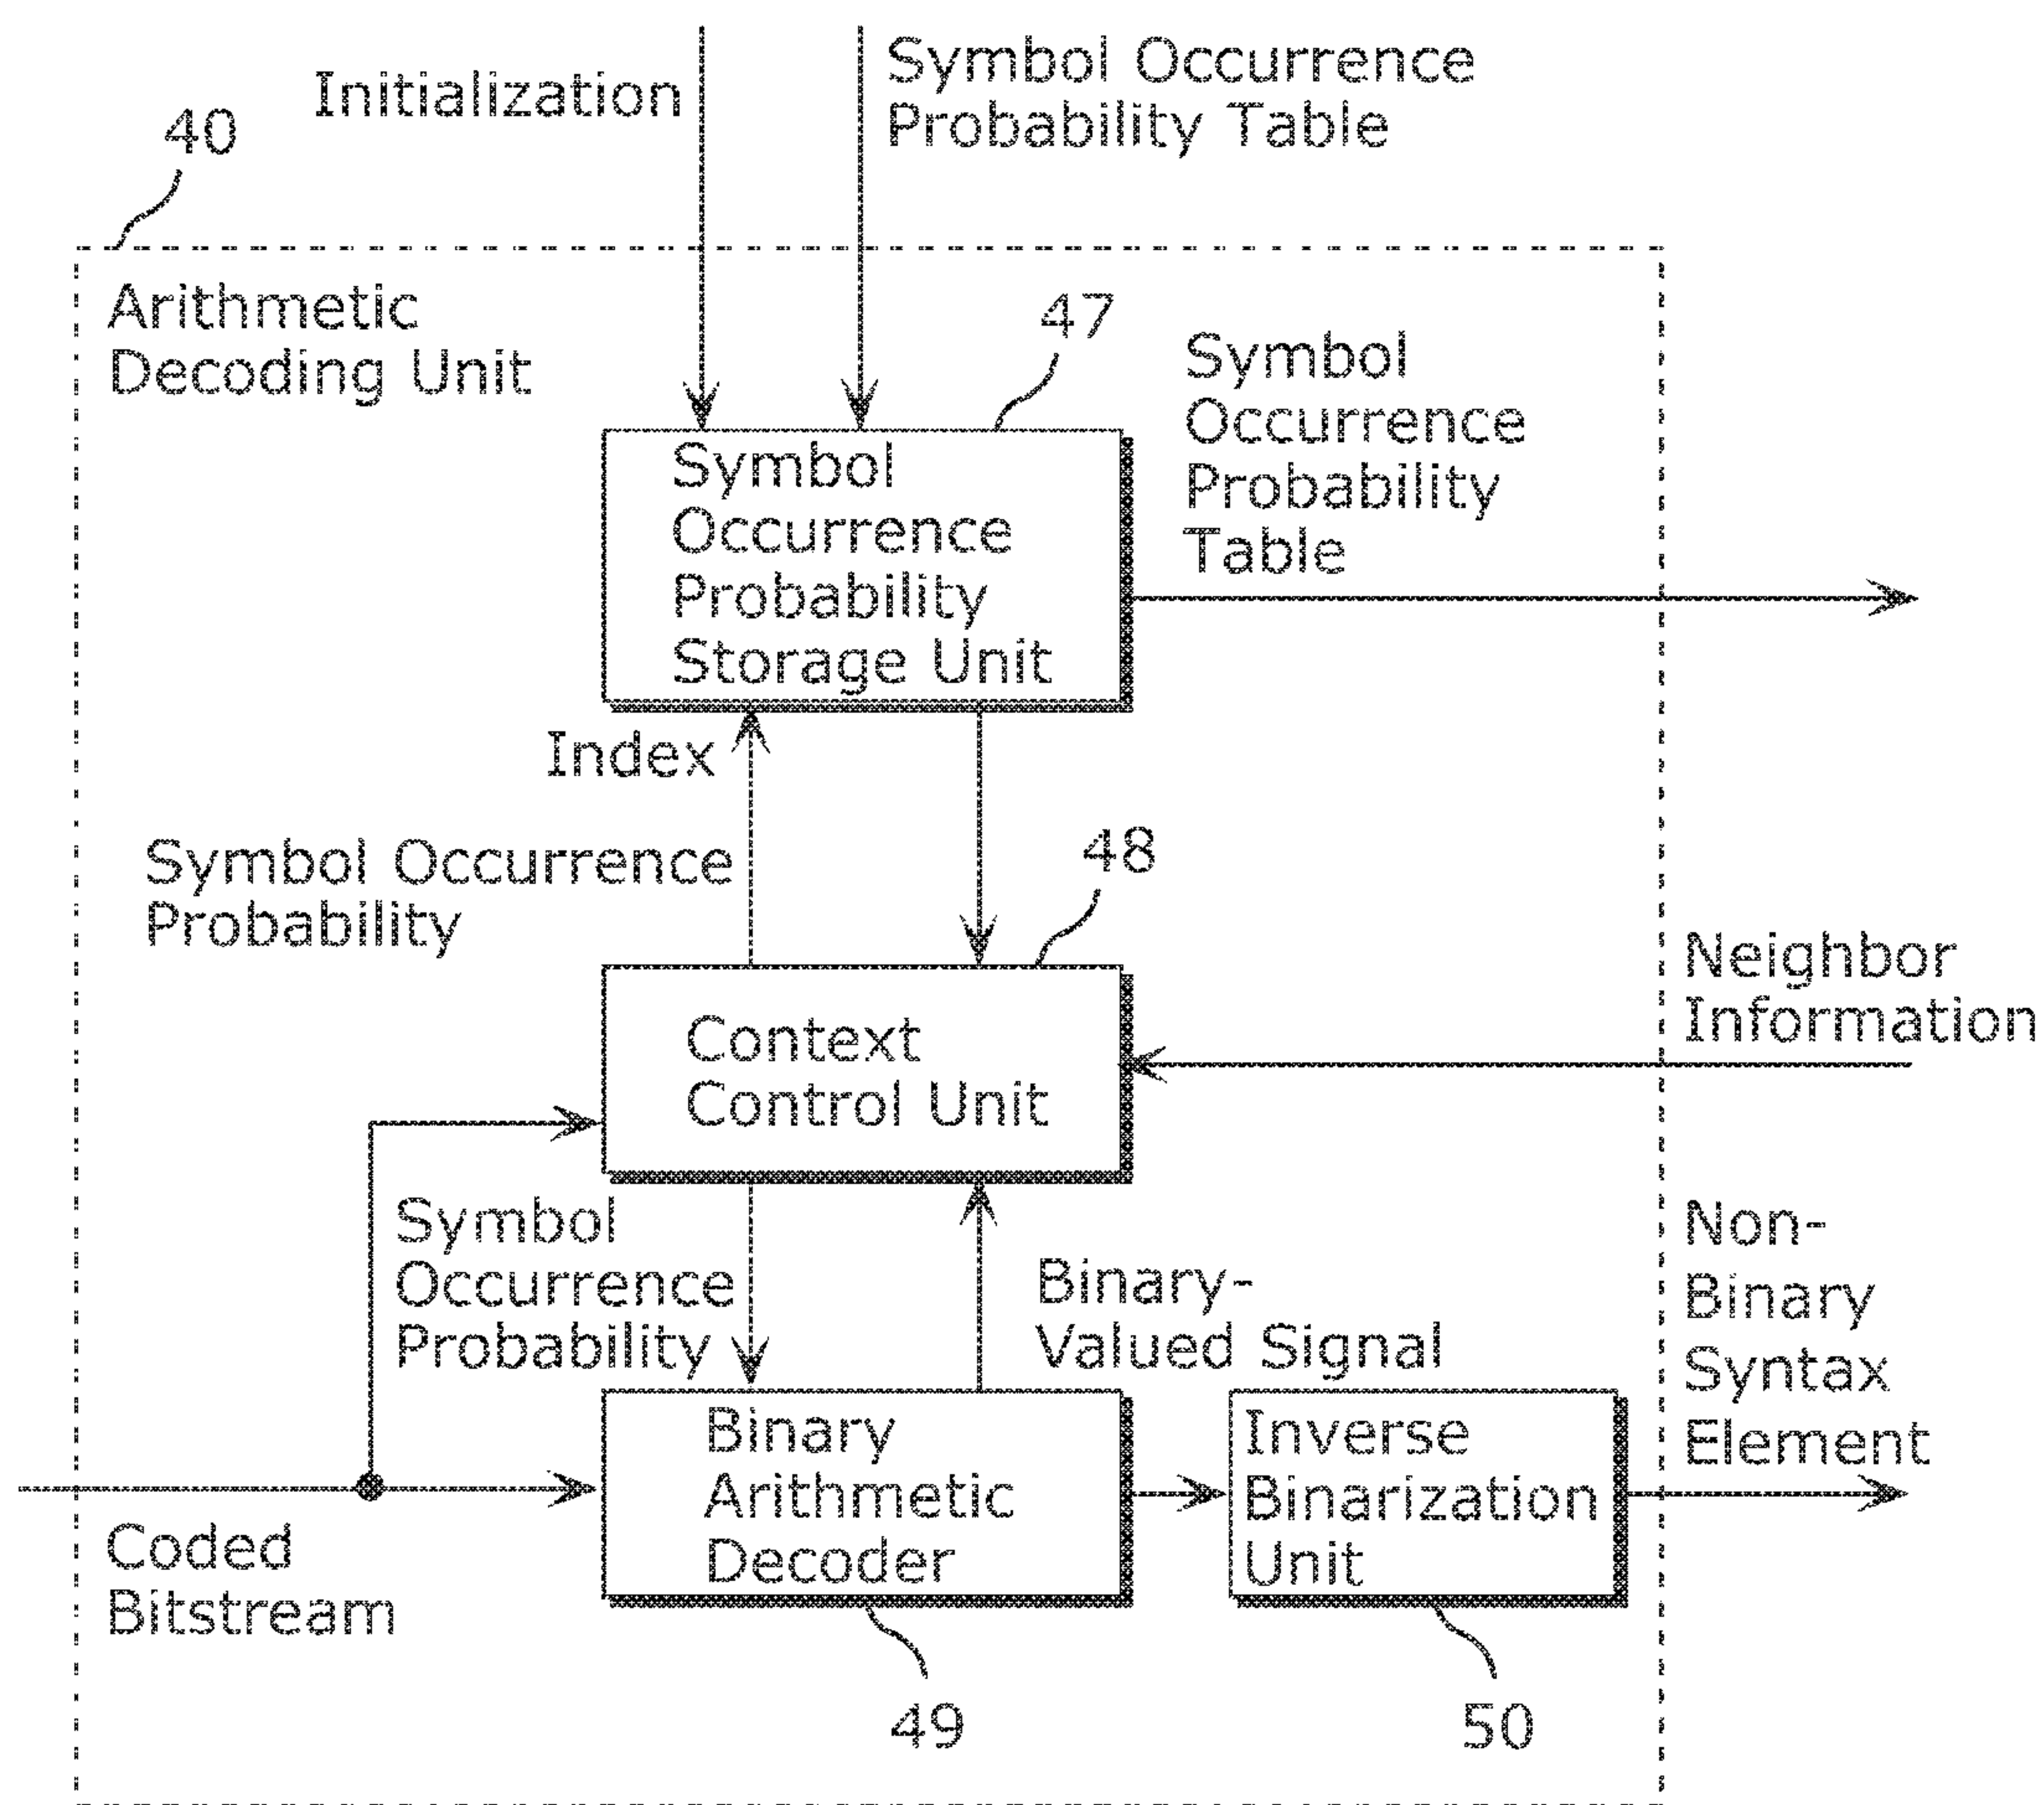 Initialization
Symbol Occurrence
Probability Table
40
Arithmetic
Decoding Unit
47
Symbol
Occurrence
Probability
Table
Symbol
Occurrence
Probability
Storage Unit
Index
Symbol Occurrence
Probability
48
Neighbor
Information
Context
Control Unit
Symbol
Occurrence
Probability
Binary-
Valued Signal
Non-
Binary
Syntax
Element
Binary
Arithmetic
Decoder
Inverse
Binarization
Unit
Coded
Bitstream
49
50